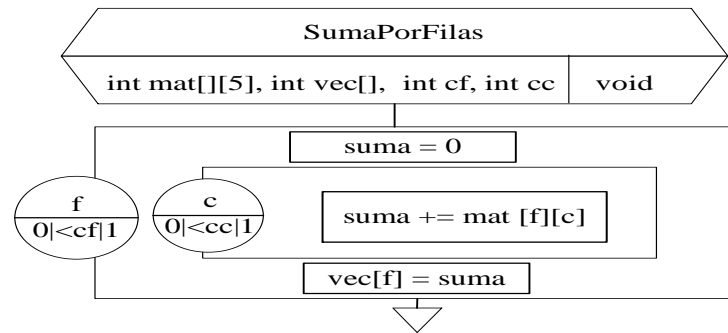 SumaPorFilas
int mat[][5], int vec[], int cf, int cc void
suma = 0
f
0|<cf|1
c
0|<cc|1
suma += mat [f][c]
vec[f] = suma